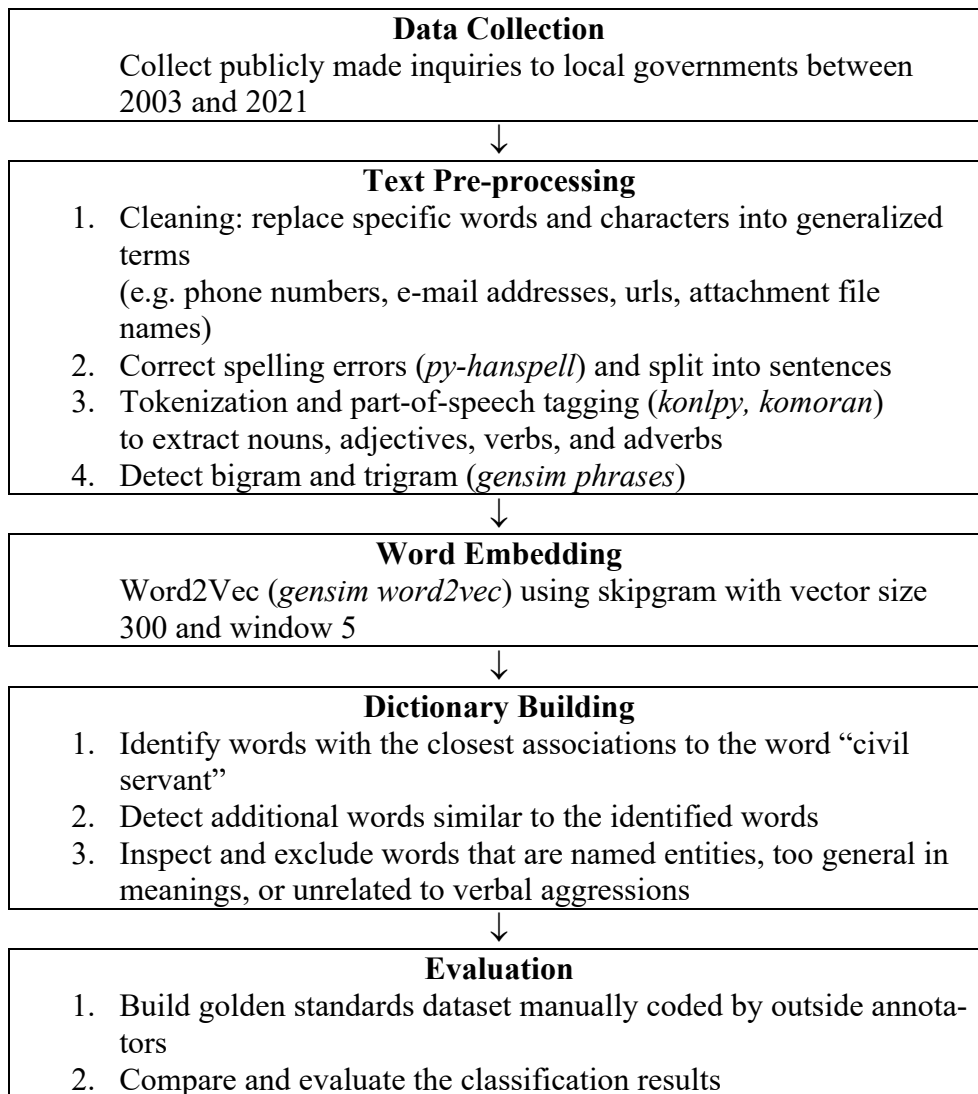 Data Collection
Collect publicly made inquiries to local governments between
2003 and 2021
↓
Text Pre-processing
1. Cleaning: replace specific words and characters into generalized
terms
(e.g. phone numbers, e-mail addresses, urls, attachment file
names)
2. Correct spelling errors (py-hanspell) and split into sentences
3. Tokenization and part-of-speech tagging (konlpy, komoran)
to extract nouns, adjectives, verbs, and adverbs
4. Detect bigram and trigram (gensim phrases)
↓
Word Embedding
Word2Vec (gensim word2vec) using skipgram with vector size
300 and window 5
↓
Dictionary Building
1. Identify words with the closest associations to the word “civil
servant”
2. Detect additional words similar to the identified words
3. Inspect and exclude words that are named entities, too general in
meanings, or unrelated to verbal aggressions
↓
Evaluation
1. Build golden standards dataset manually coded by outside annota-
tors
2. Compare and evaluate the classification results